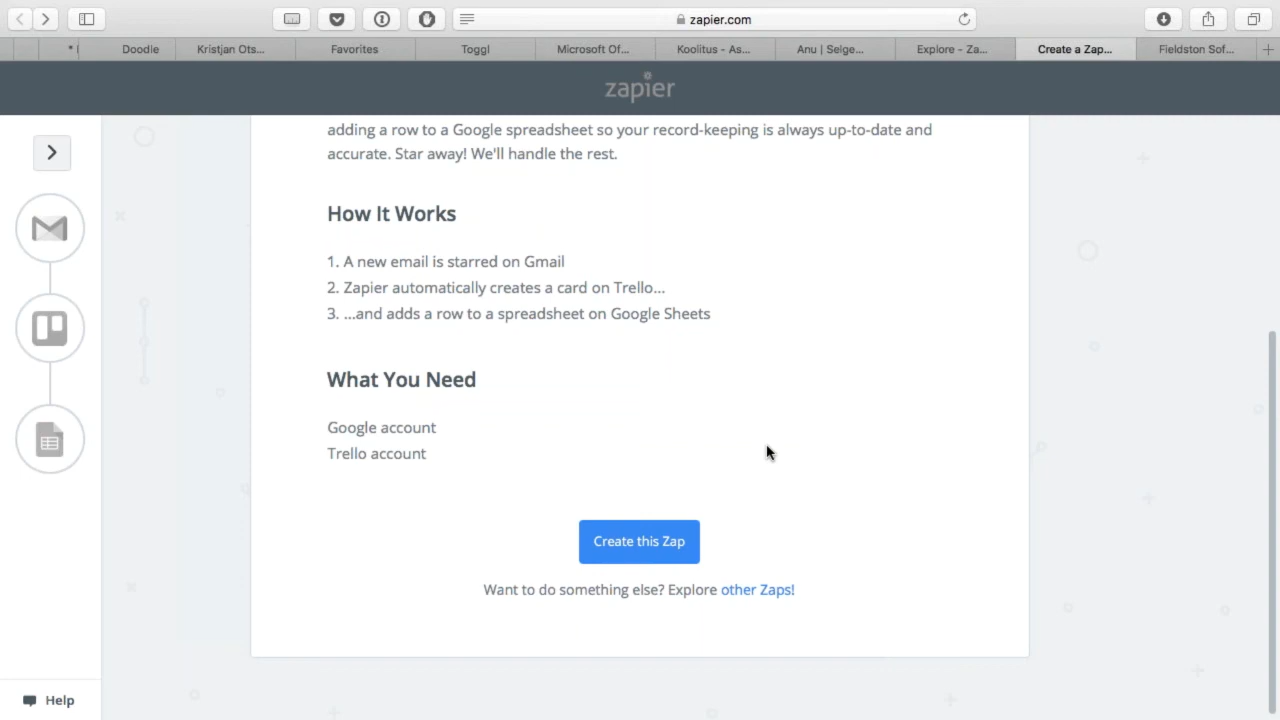 zapier.com
* I
Doodle
Kristjan Ots...
Favorites
Toggl
Microsoft Of...
Koolitus - As...
Anu | Selge...
Explore - Za...
Create a Zap...
Fieldston Sof...
zapier
adding a row to a Google spreadsheet so your record-keeping is always up-to-date and
accurate. Star away! We'll handle the rest.
How It Works
1. A new email is starred on Gmail
2. Zapier automatically creates a card on Trello...
3. ...and adds a row to a spreadsheet on Google Sheets
What You Need
Google account
Trello account
Create this Zap
Want to do something else? Explore other Zaps!
Help